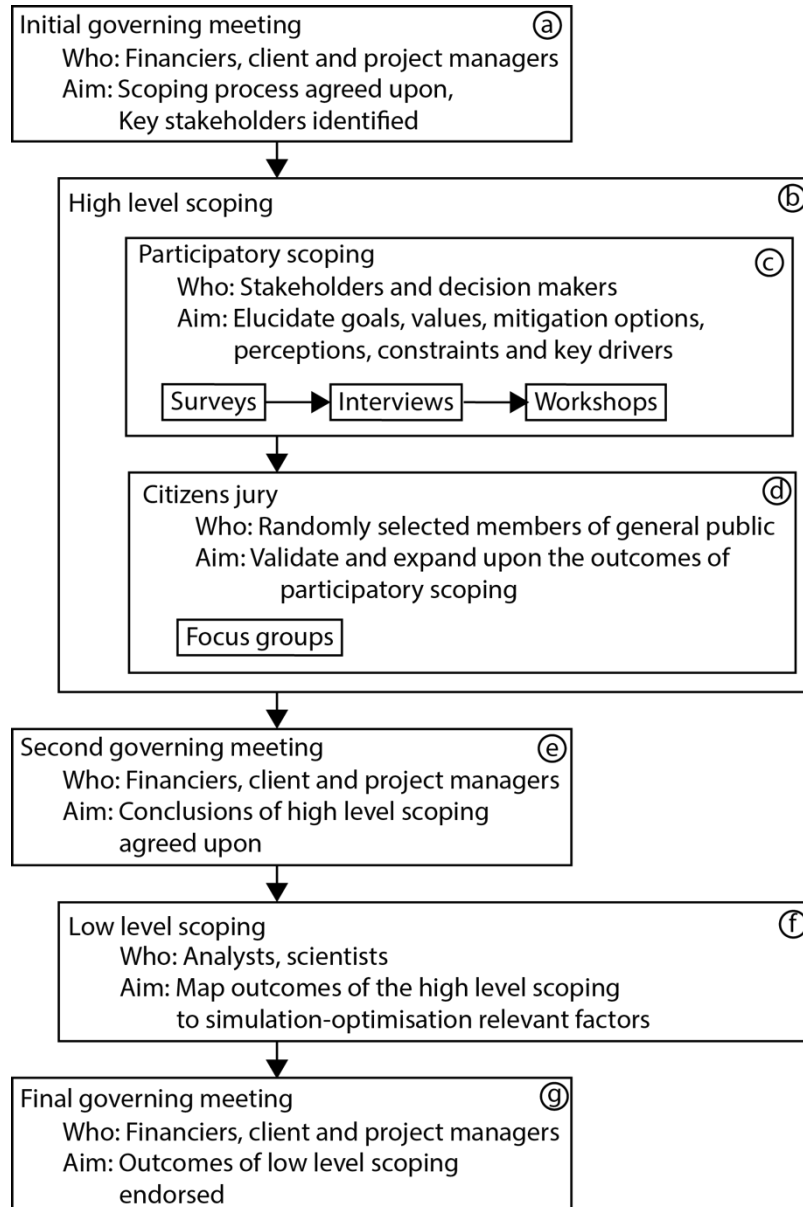 Initial governing meeting ⓐ
Who: Financiers, client and project managers
Aim: Scoping process agreed upon,
Key stakeholders identified
High level scoping ⓑ
Participatory scoping ⓒ
Who: Stakeholders and decision makers
Aim: Elucidate goals, values, mitigation options,
perceptions, constraints and key drivers
Surveys Interviews Workshops
Citizens jury ⓓ
Who: Randomly selected members of general public
Aim: Validate and expand upon the outcomes of
participatory scoping
Focus groups
Second governing meeting ⓔ
Who: Financiers, client and project managers
Aim: Conclusions of high level scoping
agreed upon
Low level scoping ⓕ
Who: Analysts, scientists
Aim: Map outcomes of the high level scoping
to simulation-optimisation relevant factors
Final governing meeting ⓖ
Who: Financiers, client and project managers
Aim: Outcomes of low level scoping
endorsed